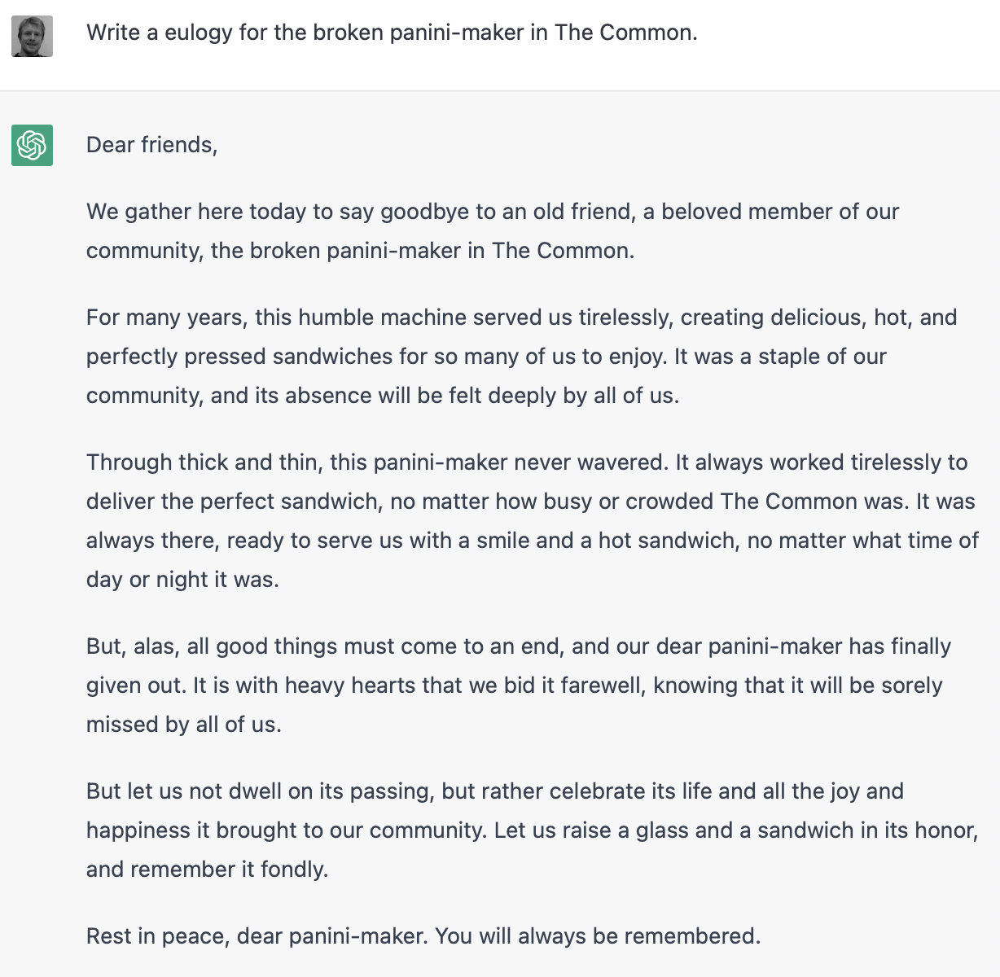 Write a eulogy for the broken panini-maker in The Common.
Dear friends,
We gather here today to say goodbye to an old friend, a beloved member of our
community, the broken panini-maker in The Common.
For many years, this humble machine served us tirelessly, creating delicious, hot, and
perfectly pressed sandwiches for so many of us to enjoy. It was a staple of our
community, and its absence will be felt deeply by all of us.
Through thick and thin, this panini-maker never wavered. It always worked tirelessly to
deliver the perfect sandwich, no matter how busy or crowded The Common was. It was
always there, ready to serve us with a smile and a hot sandwich, no matter what time of
day or night it was.
But, alas, all good things must come to an end, and our dear panini-maker has finally
given out. It is with heavy hearts that we bid it farewell, knowing that it will be sorely
missed by all of us.
But let us not dwell on its passing, but rather celebrate its life and all the joy and
happiness it brought to our community. Let us raise a glass and a sandwich in its honor,
and remember it fondly.
Rest in peace, dear panini-maker. You will always be remembered.